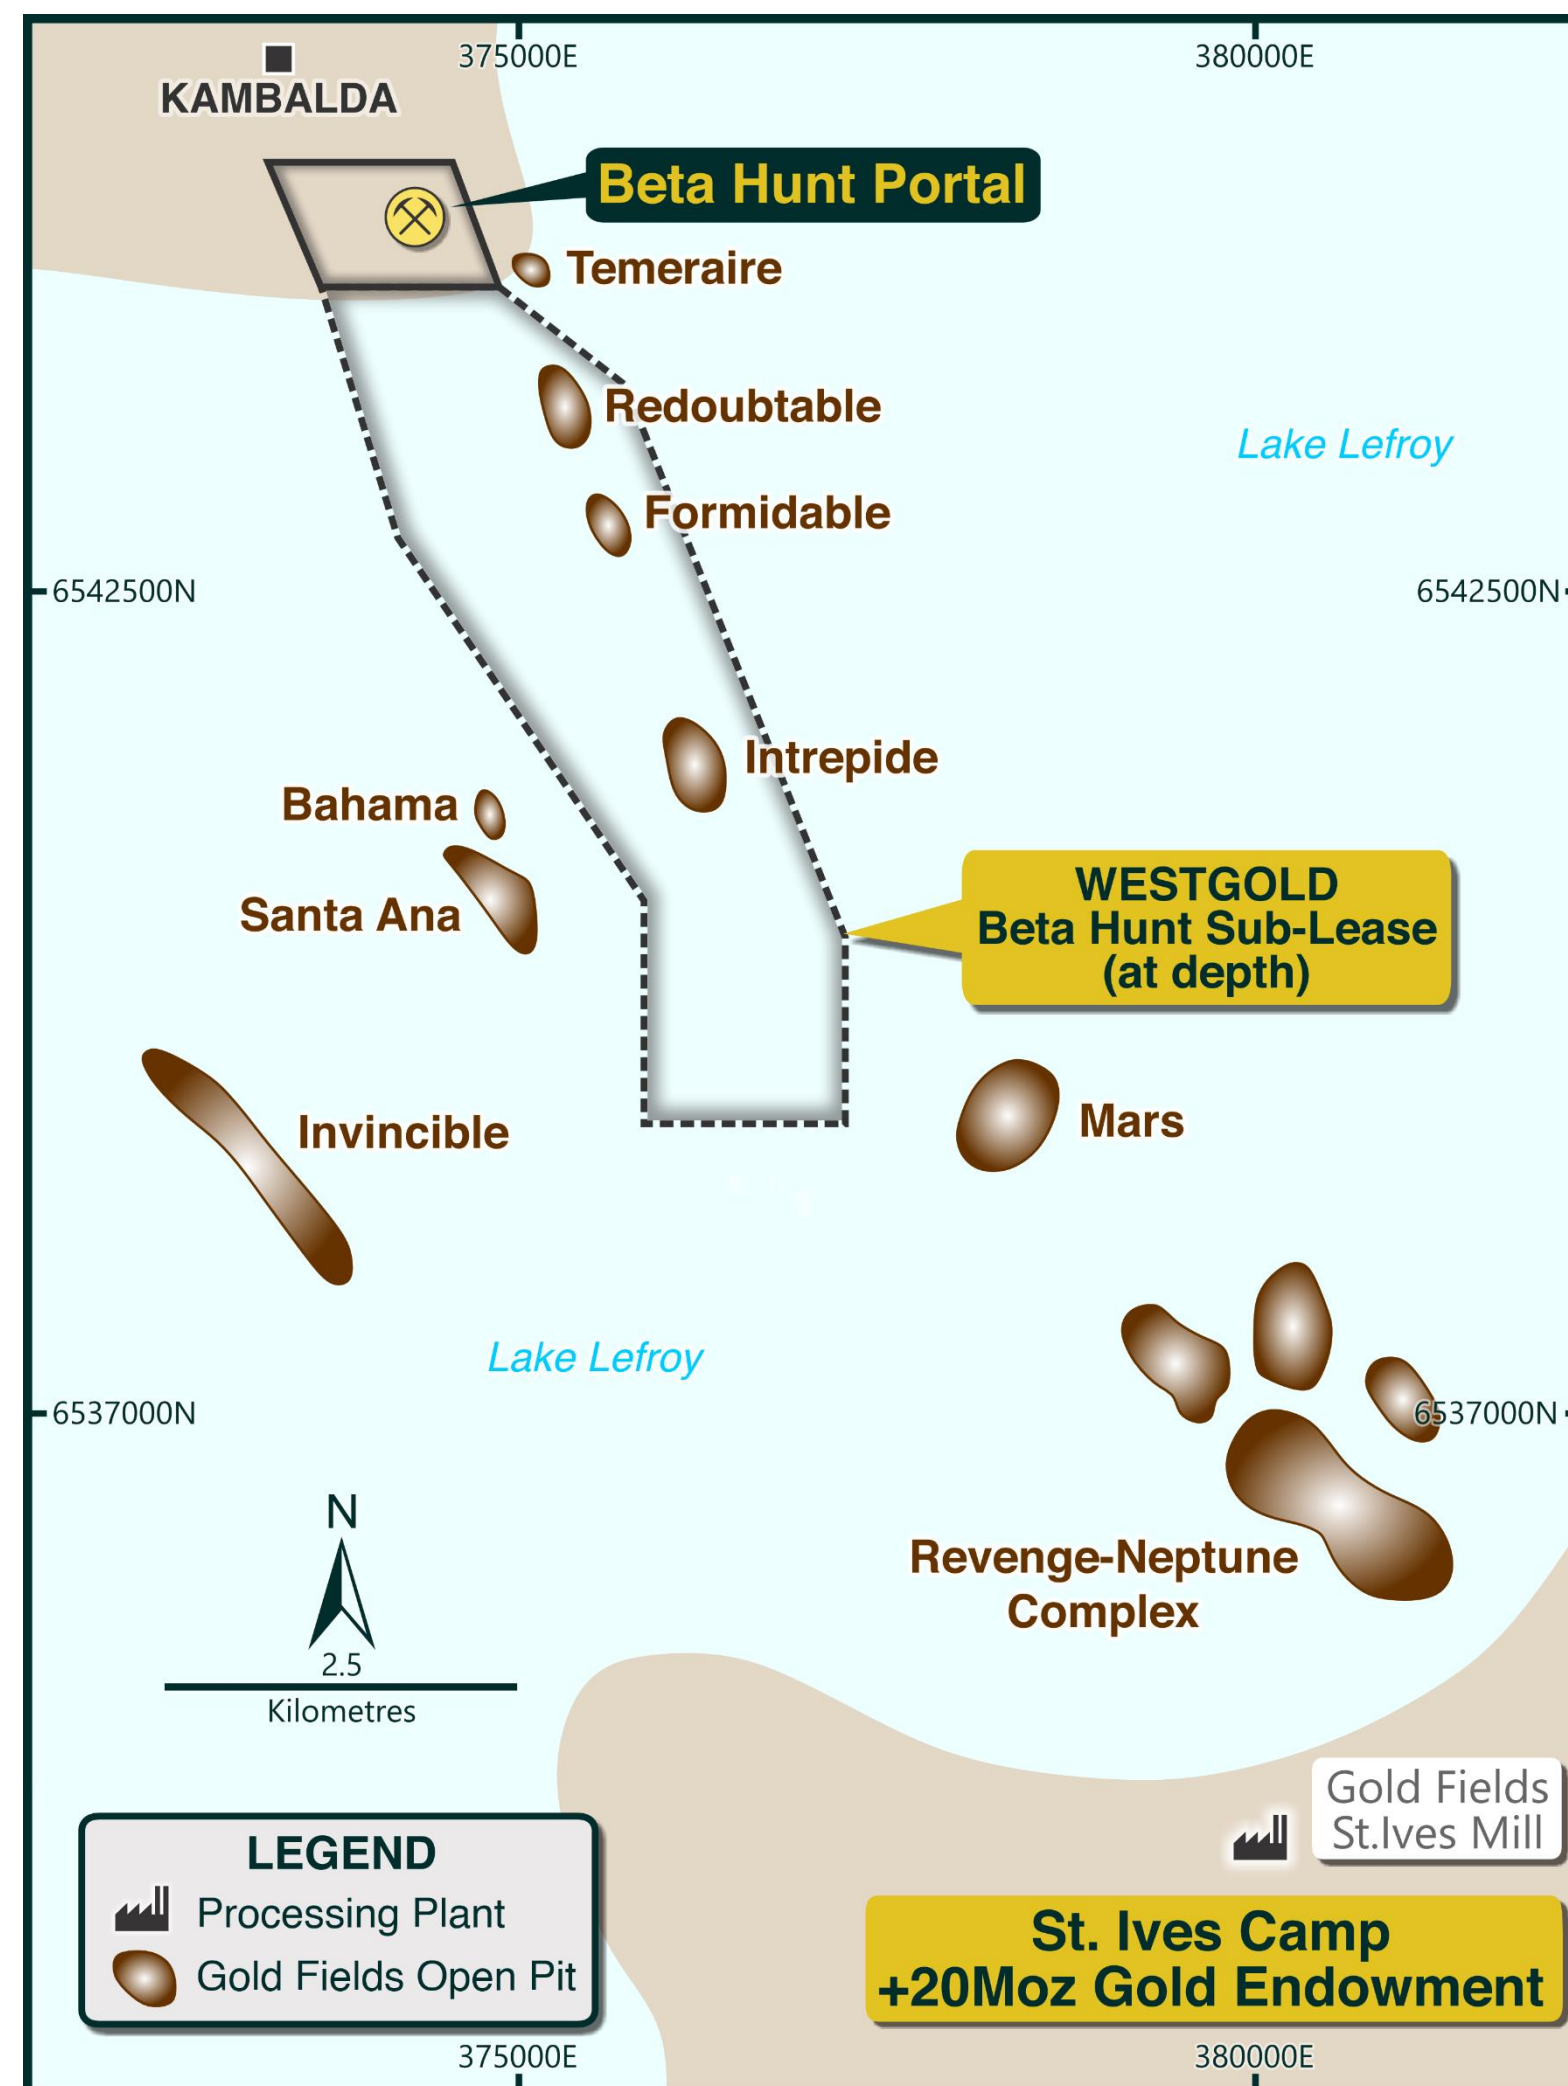 375000E
380000E
KAMBALDA
Beta Hunt Portal
Temeraire
Redoubtable
Lake Lefroy
Formidable
6542500N
6542500N
Intrepide
Bahama
Santa Ana
WESTGOLD
Beta Hunt Sub-Lease
(at depth)
Invincible
Mars
Lake Lefroy
6537000N
6537000N
N
2.5
Kilometres
Revenge-Neptune
Complex
Gold Fields
St.Ives Mill
LEGEND
Processing Plant
Gold Fields Open Pit
St. Ives Camp
+20Moz Gold Endowment
375000E
380000E